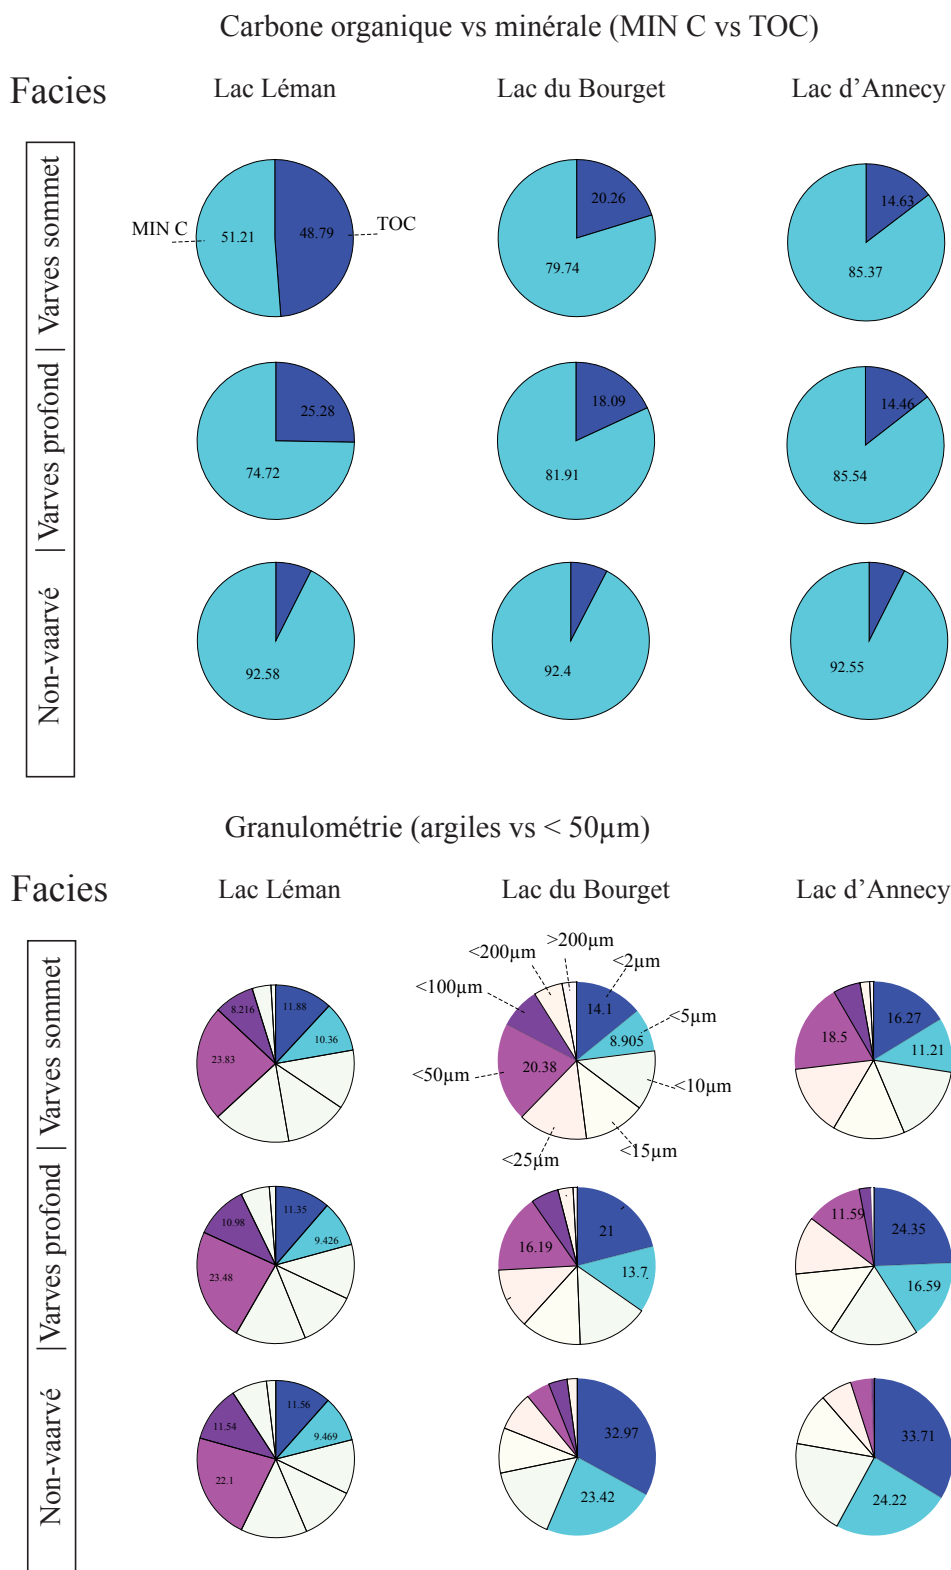 Carbone organique vs minérale (MIN C vs TOC)
Facies
Lac Léman
Lac du Bourget
Lac d’Annecy
Non-vaarvé | Varves profond | Varves sommet
MIN C
51.21
48.79
TOC
20.26
79.74
14.63
85.37
25.28
74.72
18.09
81.91
14.46
85.54
92.58
92.4
92.55
Granulométrie (argiles vs < 50µm)
Facies
Lac Léman
Lac du Bourget
Lac d’Annecy
Non-vaarvé | Varves profond | Varves sommet
8.216
11.88
10.36
23.83
<200µm
>200µm
<2µm
<100µm
<5µm
<50µm
<10µm
<25µm
<15µm
14.1
8.905
20.38
16.27
11.21
18.5
10.98
11.35
9.426
23.48
21
13.7
16.19
11.59
24.35
16.59
11.54
11.56
9.469
22.1
32.97
23.42
33.71
24.22